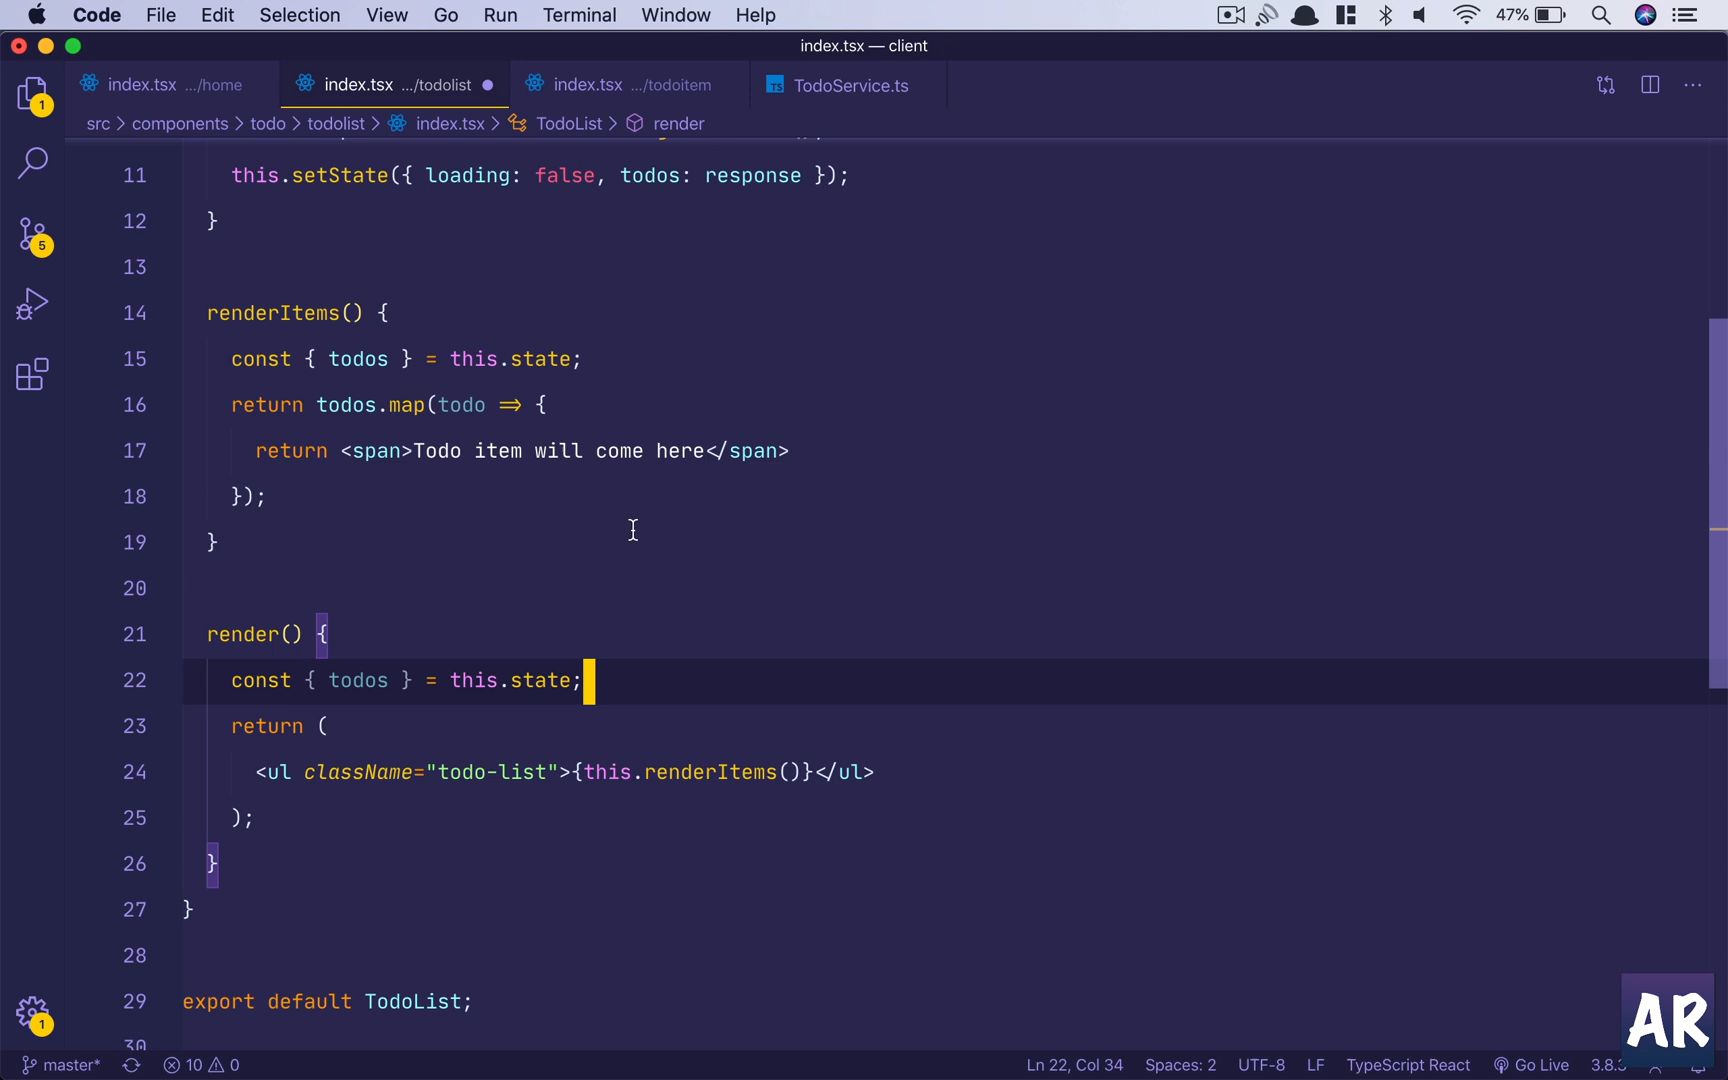 Code File Edit Selection View Go Run Terminal Window Help 47%
index.tsx — client
index.tsx .../home index.tsx .../todolist index.tsx .../todoitem TS TodoService.ts ...
src > components > todo > todolist > index.tsx > TodoList > render
1
5
1
11 this.setState({ loading: false, todos: response });
12 }
13
14 renderItems() {
15 const { todos } = this.state;
16 return todos.map(todo => {
17 return <span>Todo item will come here</span>
18 });
19 }
20
21 render() {
22 const { todos } = this.state;
23 return (
24 <ul className="todo-list">{this.renderItems()}</ul>
25 );
26 }
27 }
28
29 export default TodoList;
30
AR
master* 10 0 Ln 22, Col 34 Spaces: 2 UTF-8 LF TypeScript React Go Live